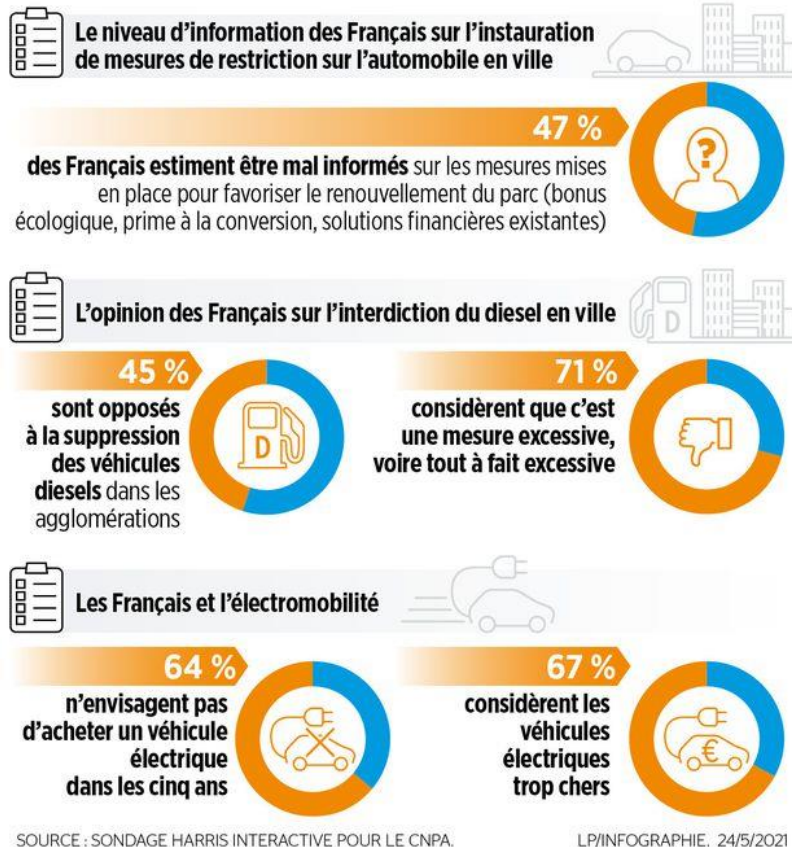 Le niveau d’information des Français sur l’instauration
de mesures de restriction sur l’automobile en ville
47 %
?
des Français estiment être mal informés sur les mesures mises
en place pour favoriser le renouvellement du parc (bonus
écologique, prime à la conversion, solutions financières existantes)
L’opinion des Français sur l’interdiction du diesel en ville
D
45 %
sont opposés
à la suppression
des véhicules
diesels dans les
agglomérations
D
71 %
considèrent que c’est
une mesure excessive,
voire tout à fait excessive
Les Français et l’électromobilité
64 %
n’envisagent pas
d’acheter un véhicule
électrique
dans les cinq ans
67 %
considèrent les
véhicules
électriques
trop chers
€
SOURCE : SONDAGE HARRIS INTERACTIVE POUR LE CNPA.
LP/INFOGRAPHIE, 24/5/2021